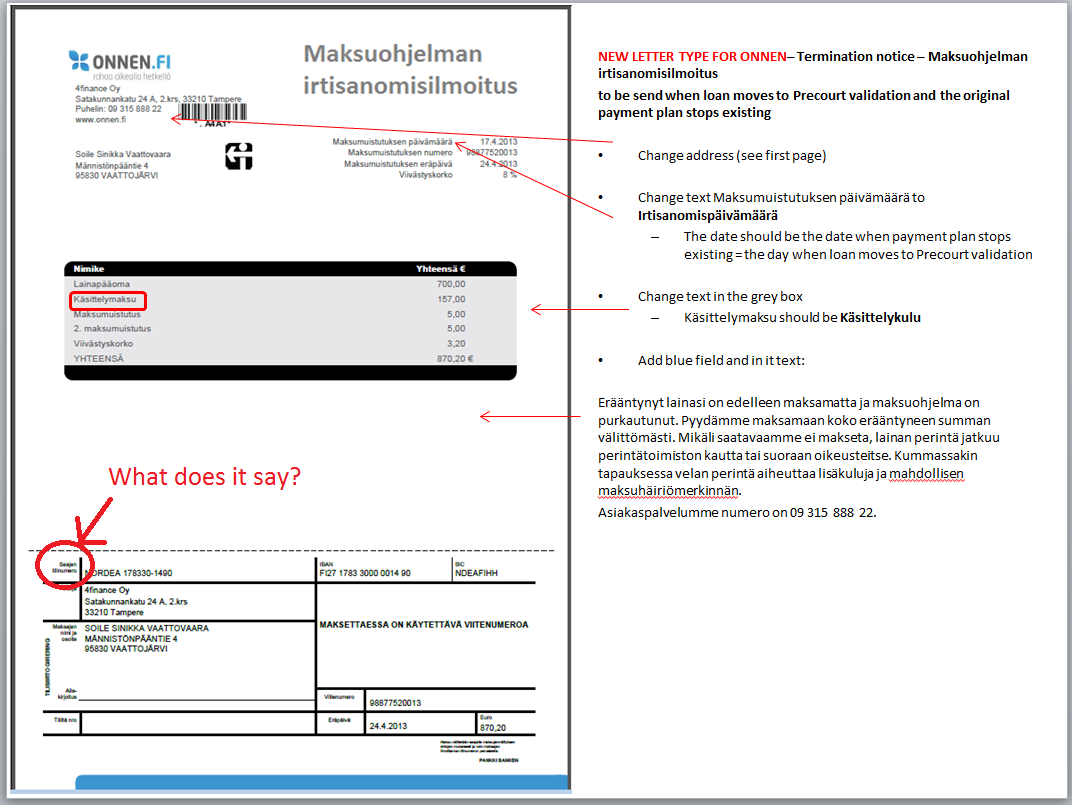 ONNEN.FI
rahaa oikealla hetkellä
Maksuohjelman
irtisanomisilmoitus
4finance Oy
Satakunnankatu 24 A, 2.krs, 33210 Tampere
Puhelin: 09 315 888 22
www.onnen.fi
Soile Sinikka Vaattovaara
Männistönpääntie 4
95830 VAATTOJÄRVI
Maksumuistutuksen päivämäärä 17.4.2013
Maksumuistutuksen numero 98877520013
Maksumuistutuksen eräpäivä 24.4.2013
Viivästyskorko 8 %
Nimike Yhteensä €
Lainapääoma 700,00
Käsittelymaksu 157,00
Maksumuistutus 5,00
2. maksumuistutus 5,00
Viivästyskorko 3,20
YHTEENSÄ 870,20 €
What does it say?
Saajan
tilinumero
NORDEA 178330-1490
IBAN
FI27 1783 3000 0014 90
BIC
NDEAFIHH
4finance Oy
Satakunnankatu 24 A, 2.krs
33210 Tampere
Maksajan
nimi ja
osoite
SOILE SINIKKA VAATTOVAARA
MÄNNISTÖNPÄÄNTIE 4
95830 VAATTOJÄRVI
MAKSETTAESSA ON KÄYTETTÄVÄ VIITENUMEROA
TILISIIRTO GIRERING
Alle-
kirjoitus
Viitenumero 98877520013
Tililtä nro
Eräpäivä 24.4.2013
Euro
870,20
PANKKI BANKEN
NEW LETTER TYPE FOR ONNEN– Termination notice – Maksuohjelman
irtisanomisilmoitus
to be send when loan moves to Precourt validation and the original
payment plan stops existing
• Change address (see first page)
• Change text Maksumuistutuksen päivämäärä to
Irtisanomispäivämäärä
– The date should be the date when payment plan stops
existing = the day when loan moves to Precourt validation
• Change text in the grey box
– Käsittelymaksu should be Käsittelykulu
• Add blue field and in it text:
Erääntynyt lainasi on edelleen maksamatta ja maksuohjelma on
purkautunut. Pyydämme maksamaan koko erääntyneen summan
välittömästi. Mikäli saatavaamme ei makseta, lainan perintä jatkuu
perintätoimiston kautta tai suoraan oikeusteitse. Kummassakin
tapauksessa velan perintä aiheuttaa lisäkuluja ja mahdollisen
maksuhäiriömerkinnän.
Asiakaspalvelumme numero on 09 315 888 22.